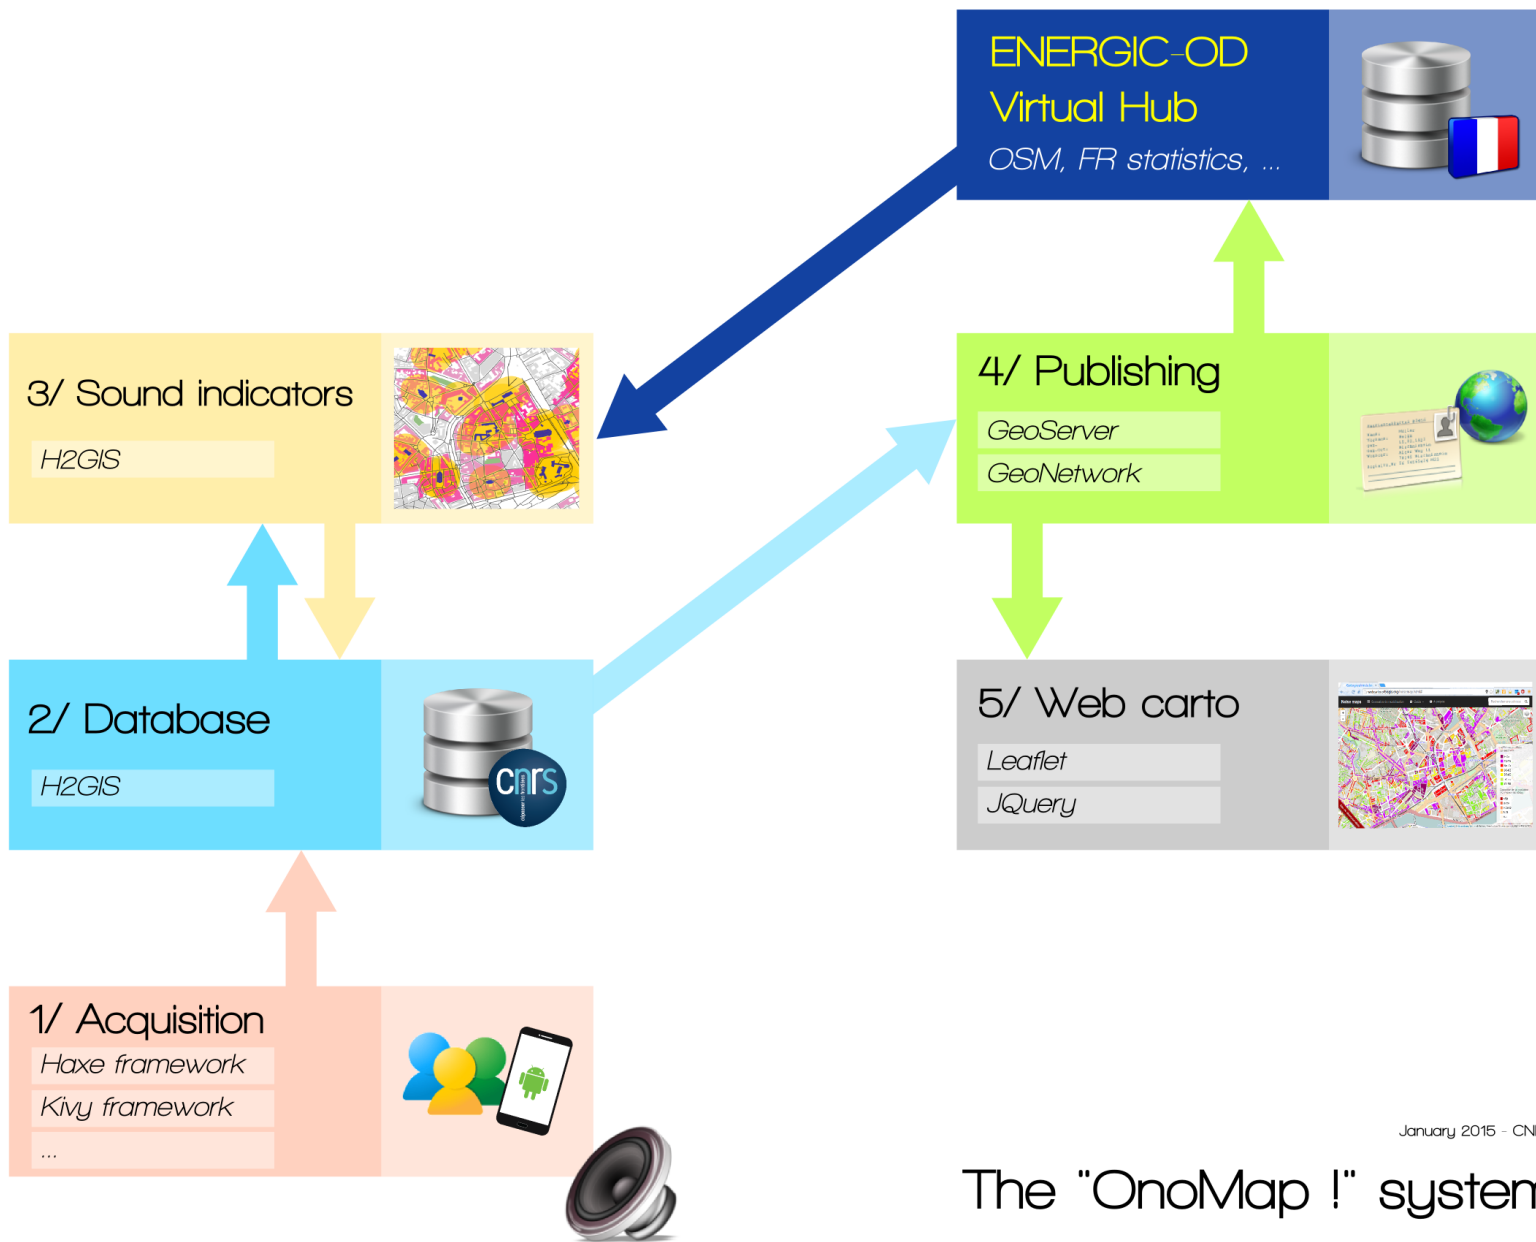 ENERGIC-OD
Virtual Hub
OSM, FR statistics, ...
3/ Sound indicators
H2GIS
4/ Publishing
GeoServer
GeoNetwork
2/ Database
H2GIS
cnrs
5/ Web carto
Leaflet
JQuery
1/ Acquisition
Haxe framework
Kivy framework
...
January 2015 - CN
The "OnoMap !" system